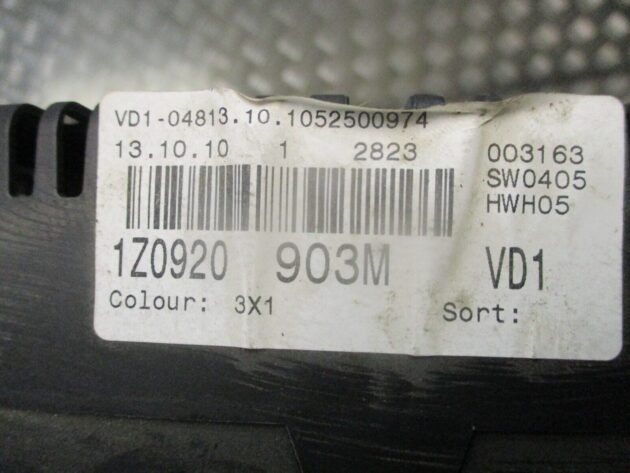 VD1-04813.10.1052500974
13.10.10 1 2823 003163
SW0405
HWH05
1Z0920 903M VD1
Colour: 3X1 Sort: